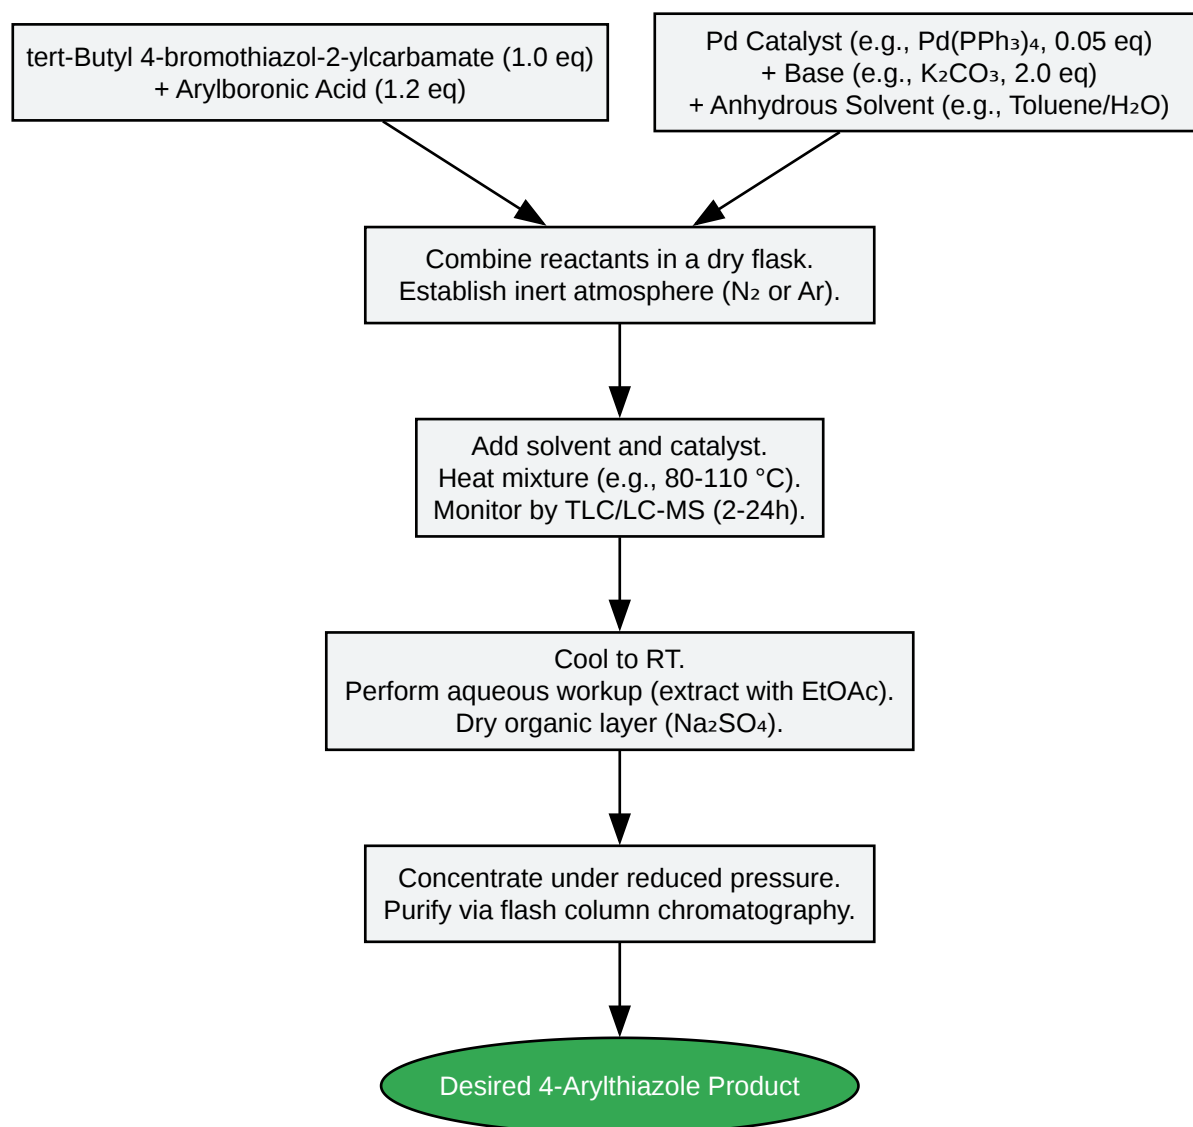 tert-Butyl 4-bromothiazol-2-ylcarbamate (1.0 eq)
+ Arylboronic Acid (1.2 eq)
Pd Catalyst (e.g., Pd(PPh₃)₄, 0.05 eq)
+ Base (e.g., K₂CO₃, 2.0 eq)
+ Anhydrous Solvent (e.g., Toluene/H₂O)
Combine reactants in a dry flask.
Establish inert atmosphere (N₂ or Ar).
Add solvent and catalyst.
Heat mixture (e.g., 80-110 °C).
Monitor by TLC/LC-MS (2-24h).
Cool to RT.
Perform aqueous workup (extract with EtOAc).
Dry organic layer (Na₂SO₄).
Concentrate under reduced pressure.
Purify via flash column chromatography.
Desired 4-Arylthiazole Product